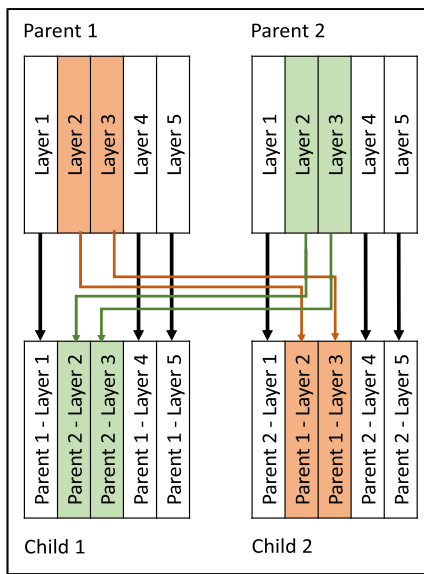 Parent 1
Parent 2
Layer 1
Layer 2
Layer 3
Layer 4
Layer 5
Layer 1
Layer 2
Layer 3
Layer 4
Layer 5
Parent 1 - Layer 1
Parent 2 - Layer 2
Parent 2 - Layer 3
Parent 1 - Layer 4
Parent 1 - Layer 5
Parent 2 - Layer 1
Parent 1 - Layer 2
Parent 1 - Layer 3
Parent 2 - Layer 4
Parent 2 - Layer 5
Child 1
Child 2